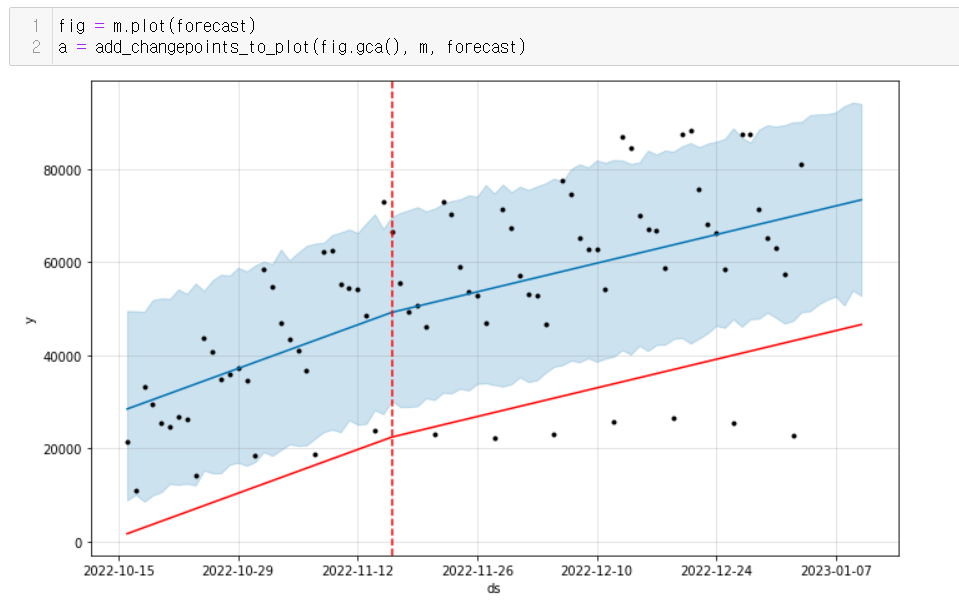 1 fig = m.plot(forecast)
2 a = add_changepoints_to_plot(fig.gca(), m, forecast)
80000
60000
y
40000
20000
0
2022-10-15 2022-10-29 2022-11-12 2022-11-26 2022-12-10 2022-12-24 2023-01-07
ds